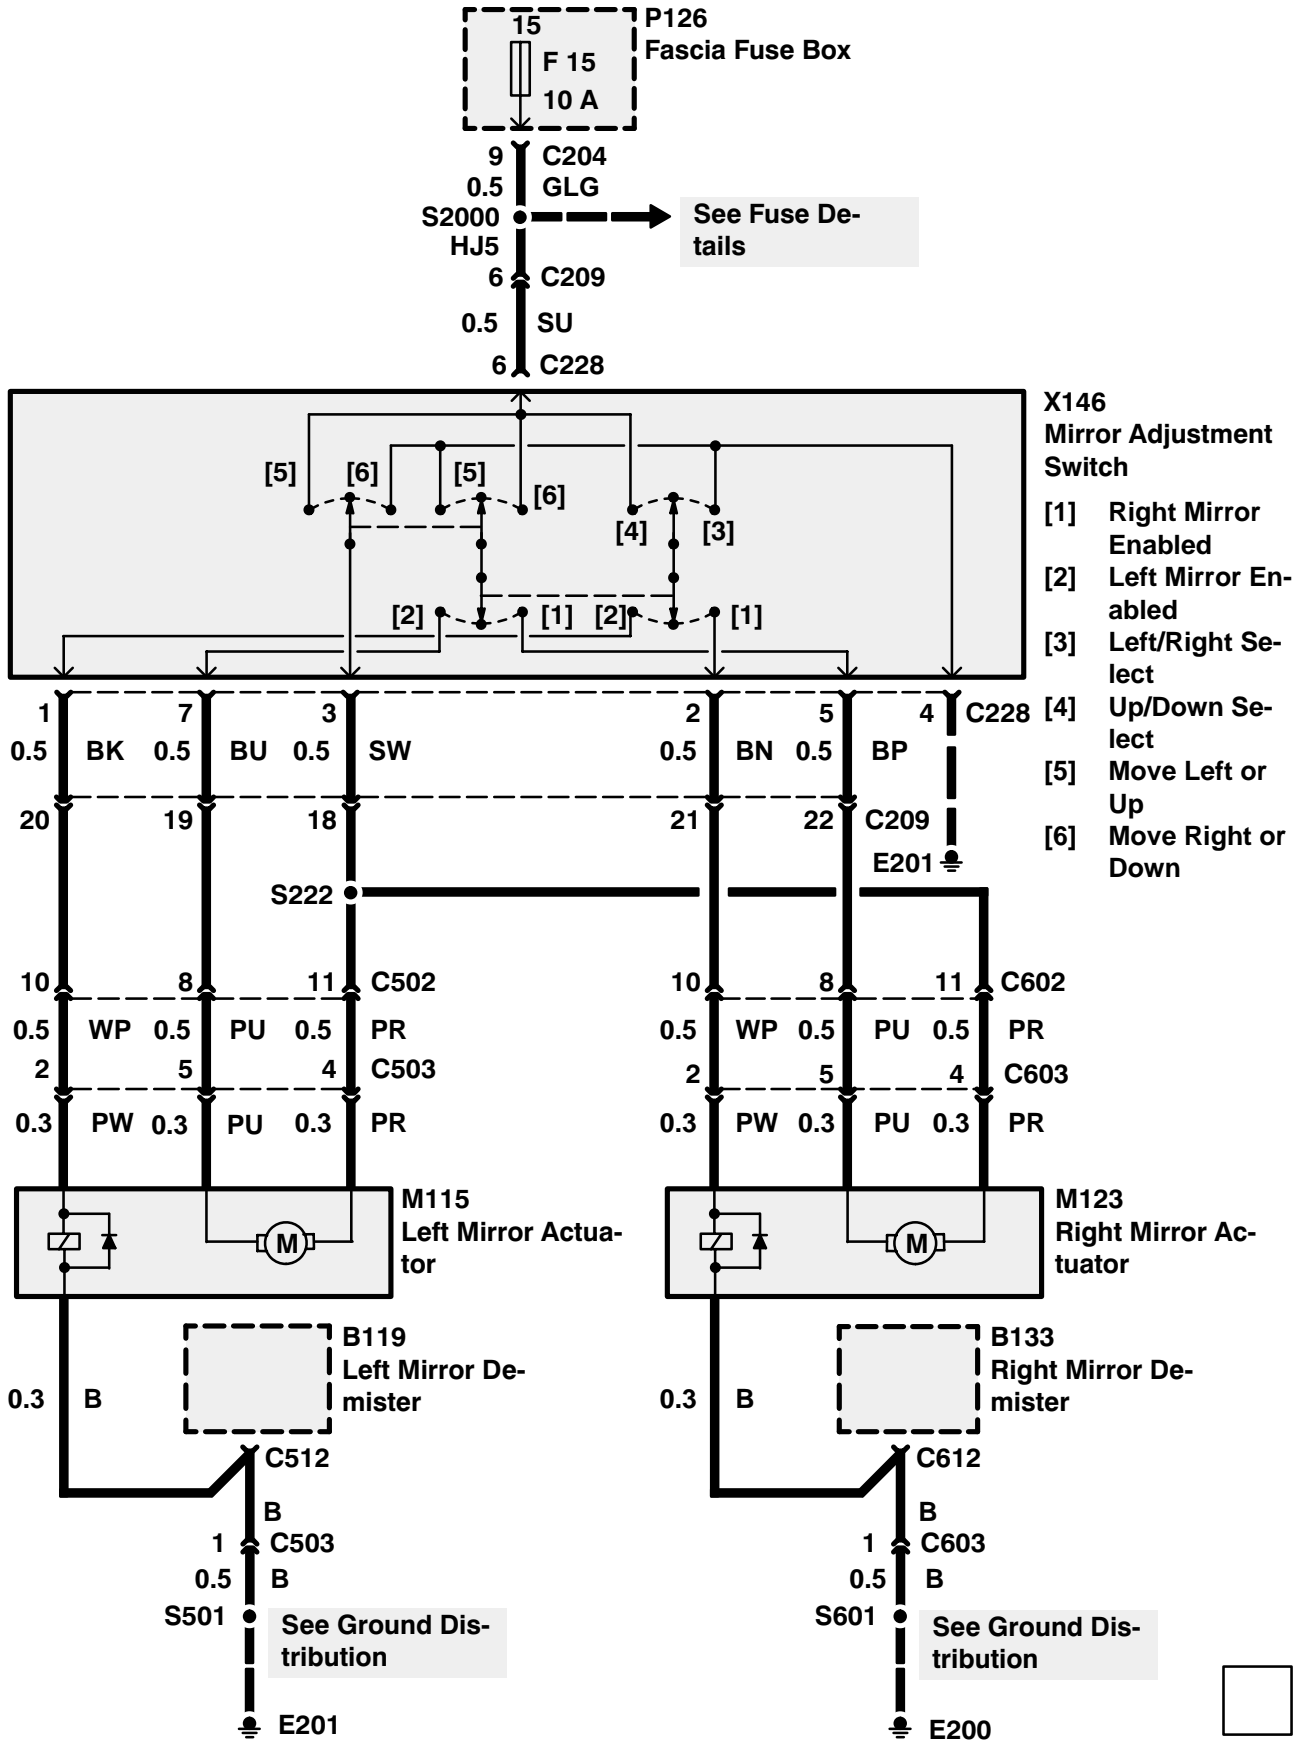 15
F 15
10 A
P126
Fascia Fuse Box
9 C204
0.5 GLG
S2000
HJ5
See Fuse De-
tails
6 C209
0.5 SU
6 C228
X146
Mirror Adjustment
Switch
[1] Right Mirror
Enabled
[2] Left Mirror En-
abled
[3] Left/Right Se-
lect
[4] Up/Down Se-
lect
[5] Move Left or
Up
[6] Move Right or
Down
[5] [6] [5] [6]
[4] [3]
[2] [1] [2] [1]
1 7 3 2 5 4 C228
0.5 BK 0.5 BU 0.5 SW 0.5 BN 0.5 BP
20 19 18 21 22 C209
E201
S222
10 8 11 C502 10 8 11 C602
0.5 WP 0.5 PU 0.5 PR 0.5 WP 0.5 PU 0.5 PR
2 5 4 C503 2 5 4 C603
0.3 PW 0.3 PU 0.3 PR 0.3 PW 0.3 PU 0.3 PR
M
M115
Left Mirror Actua-
tor
M
M123
Right Mirror Ac-
tuator
B119
Left Mirror De-
mister
B133
Right Mirror De-
mister
0.3 B 0.3 B
C512 C612
B B
1 C503 1 C603
0.5 B 0.5 B
S501 S601
See Ground Dis-
tribution
See Ground Dis-
tribution
E201 E200